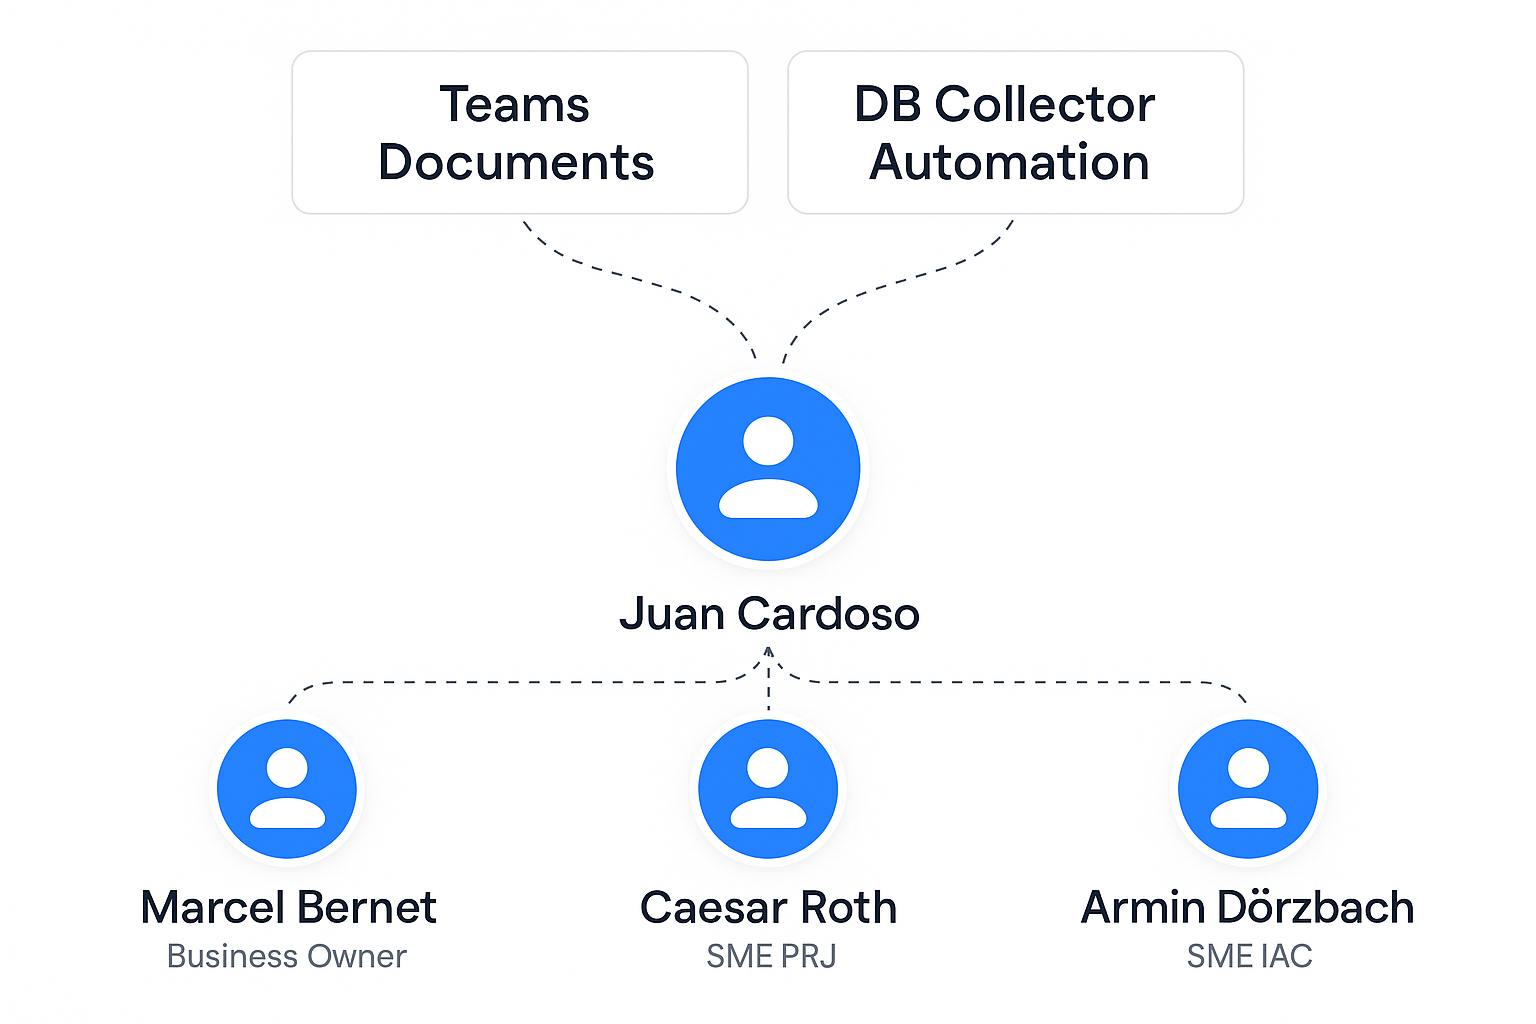 Teams
Documents
DB Collector
Automation
Juan Cardoso
Marcel Bernet
Business Owner
Caesar Roth
SME PRJ
Armin Dörzbach
SME IAC